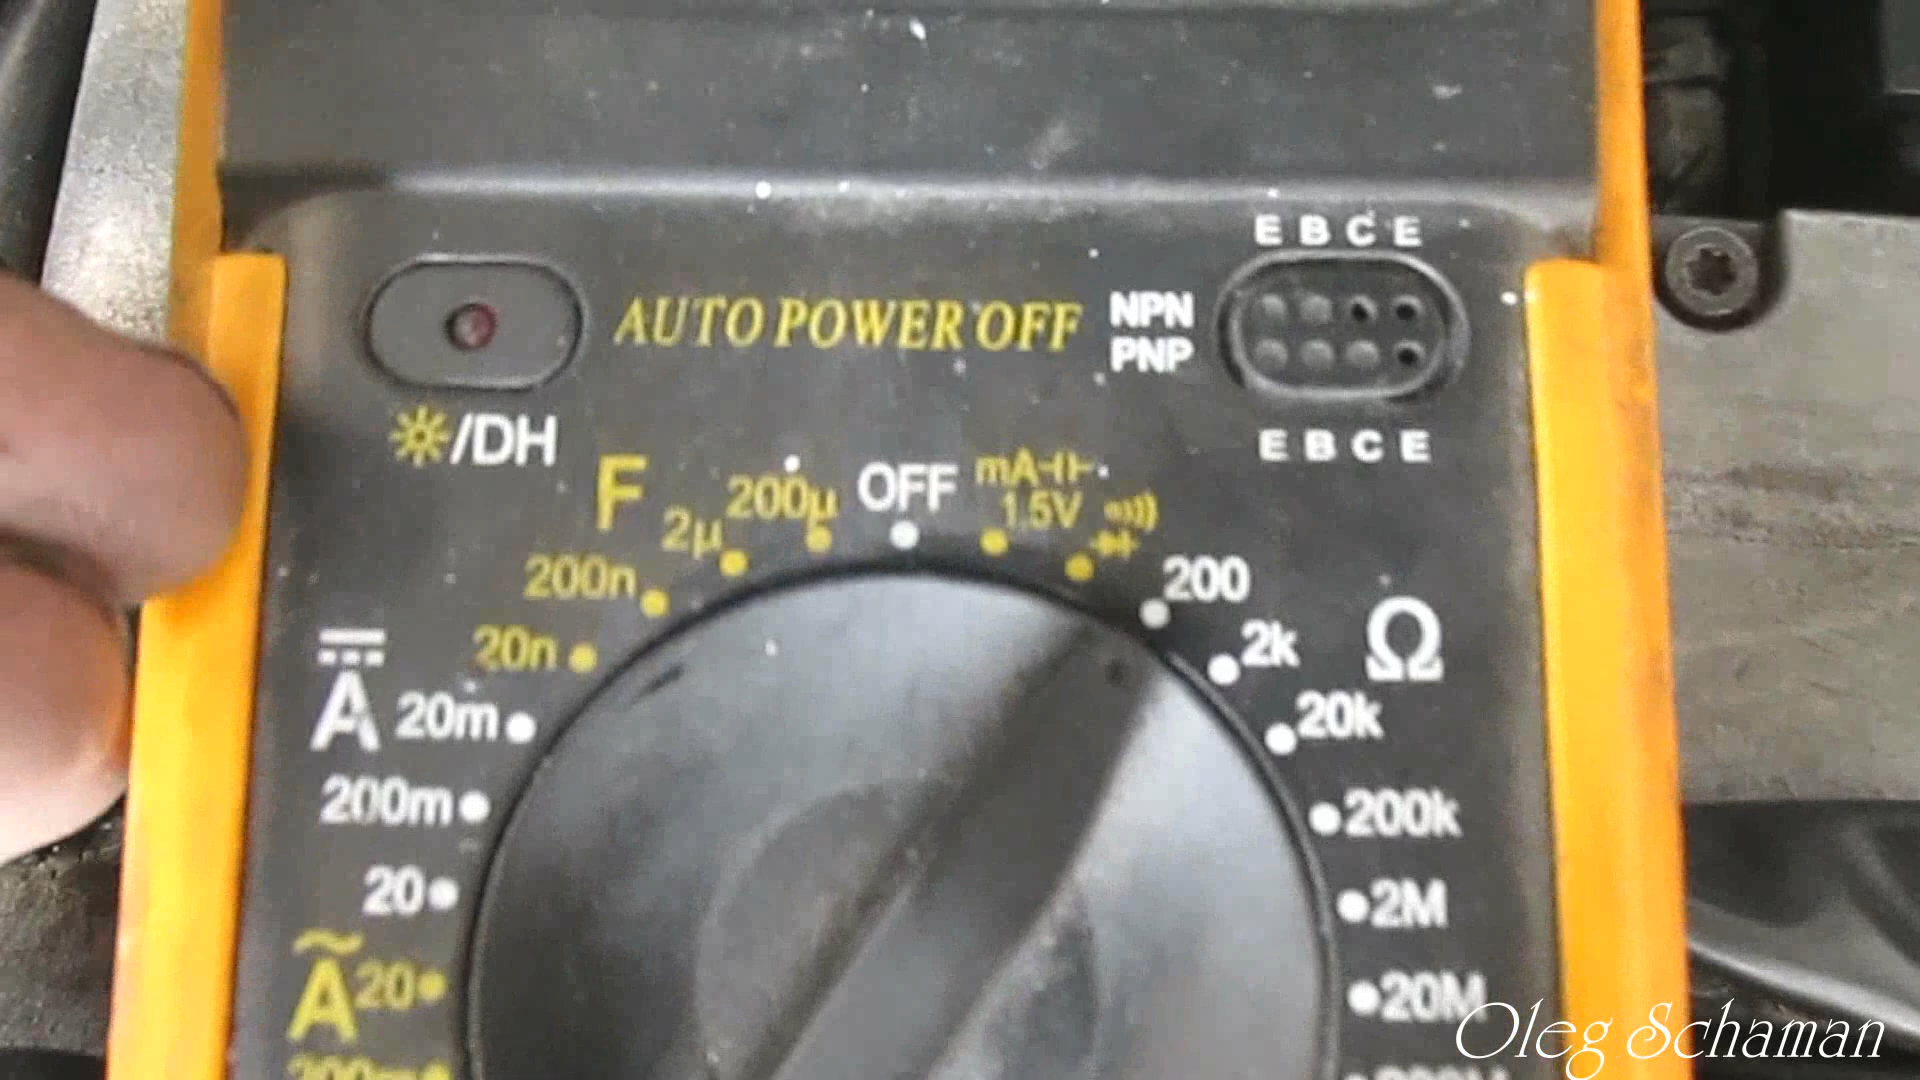 E B C E
AUTO POWER OFF
NPN
PNP
/DH
E B C E
F
2µ
200µ
OFF
mA
1.5V
200n
200
20n
2k
Ω
A
20m
20k
200m
200k
20
2M
A
20
20M
Oleg Schaman